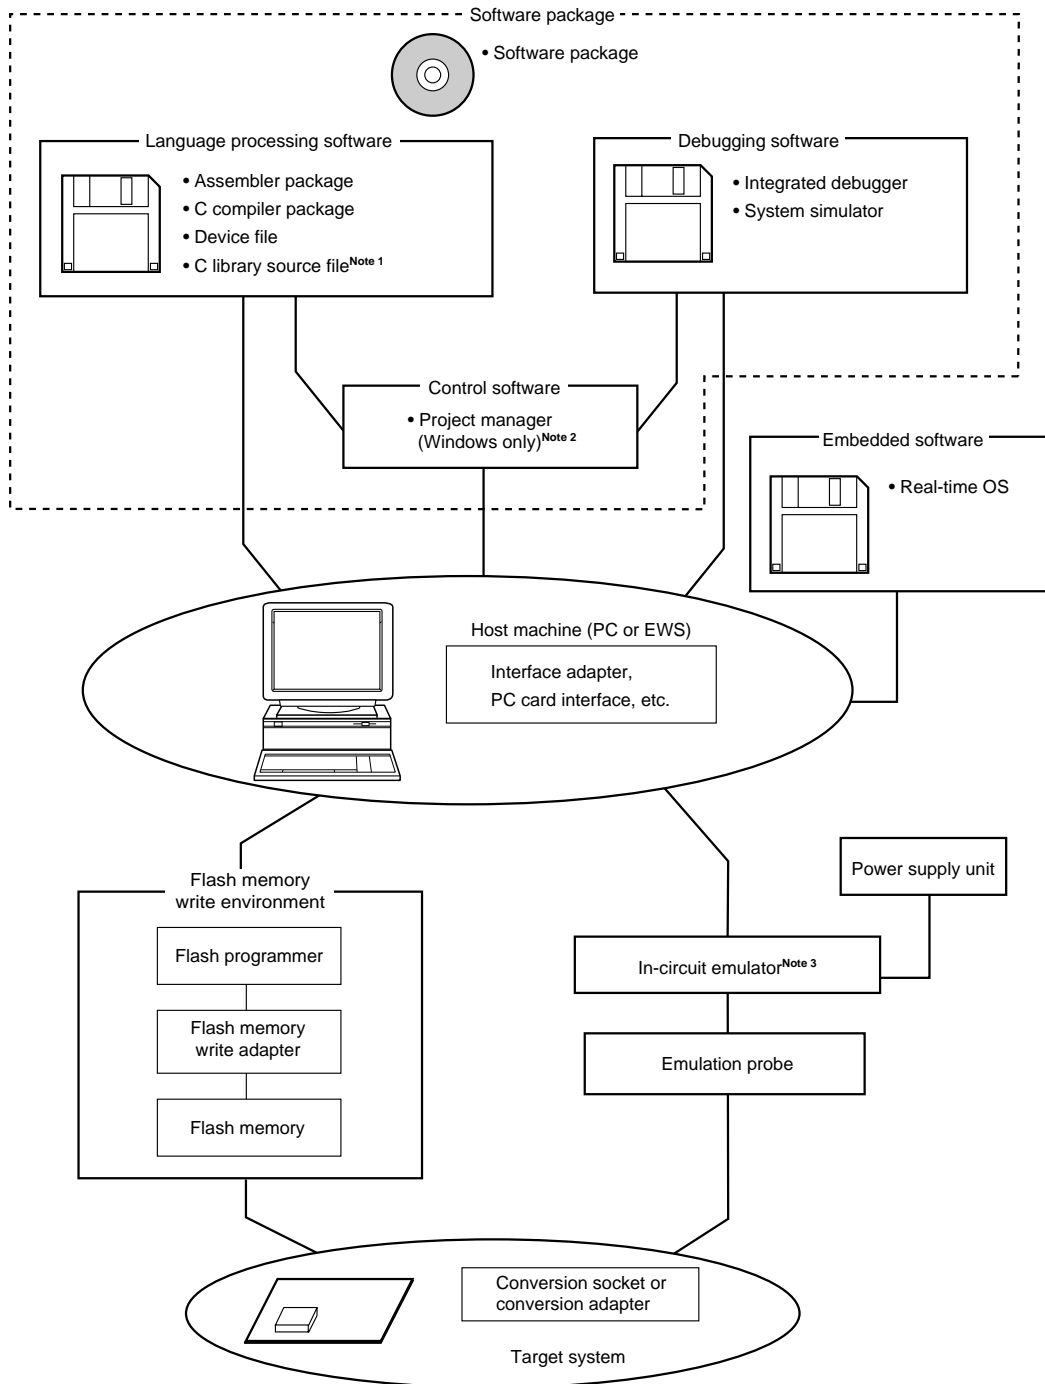 Software package
• Software package
Language processing software
• Assembler package
• C compiler package
• Device file
• C library source fileNote 1
Debugging software
• Integrated debugger
• System simulator
Control software
• Project manager
(Windows only)Note 2
Embedded software
• Real-time OS
Host machine (PC or EWS)
Interface adapter,
PC card interface, etc.
Flash memory
write environment
Flash programmer
Flash memory
write adapter
Flash memory
Power supply unit
In-circuit emulatorNote 3
Emulation probe
Conversion socket or
conversion adapter
Target system